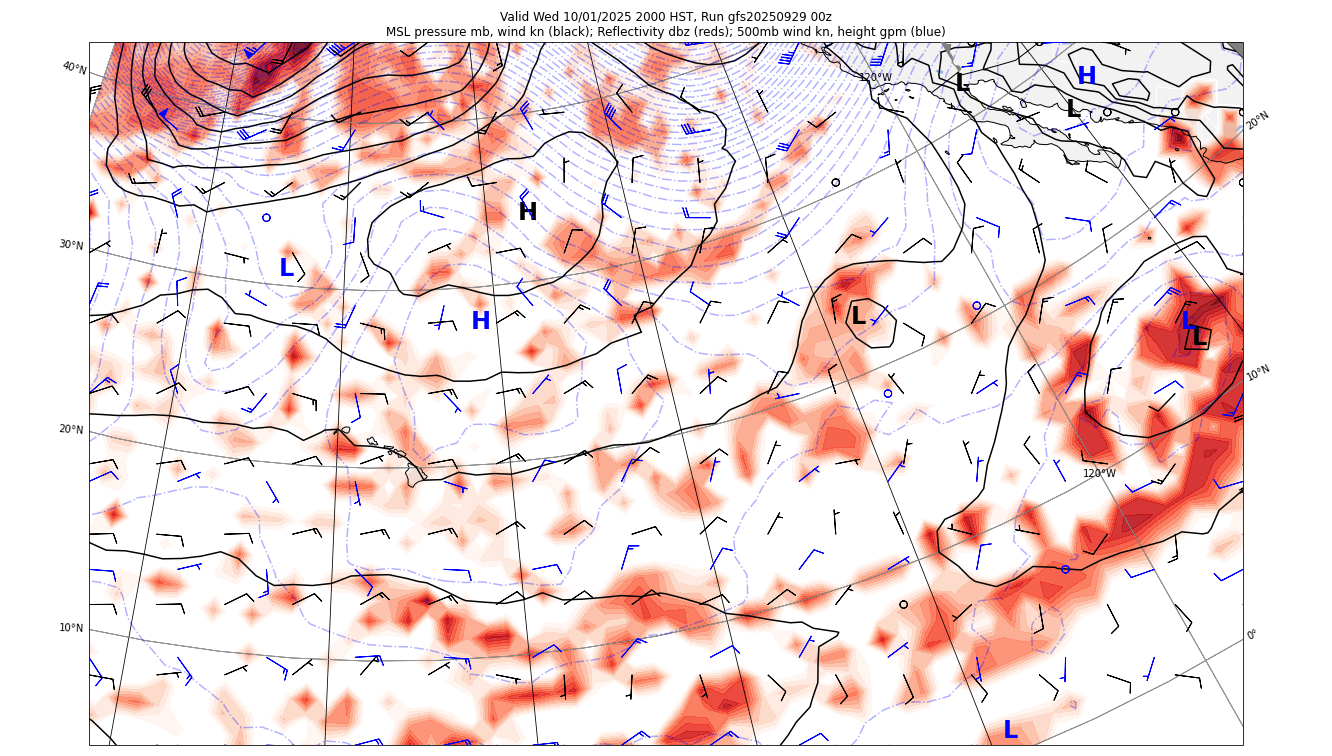 Valid Wed 10/01/2025 2000 HST, Run gfs20250929 00z
MSL pressure mb, wind kn (black); Reflectivity dbz (reds); 500mb wind kn, height gpm (blue)
40°N
120°W
L
H
L
20°N
H
30°N
L
H
L
L
L
10°N
20°N
120°W
10°N
0°
L